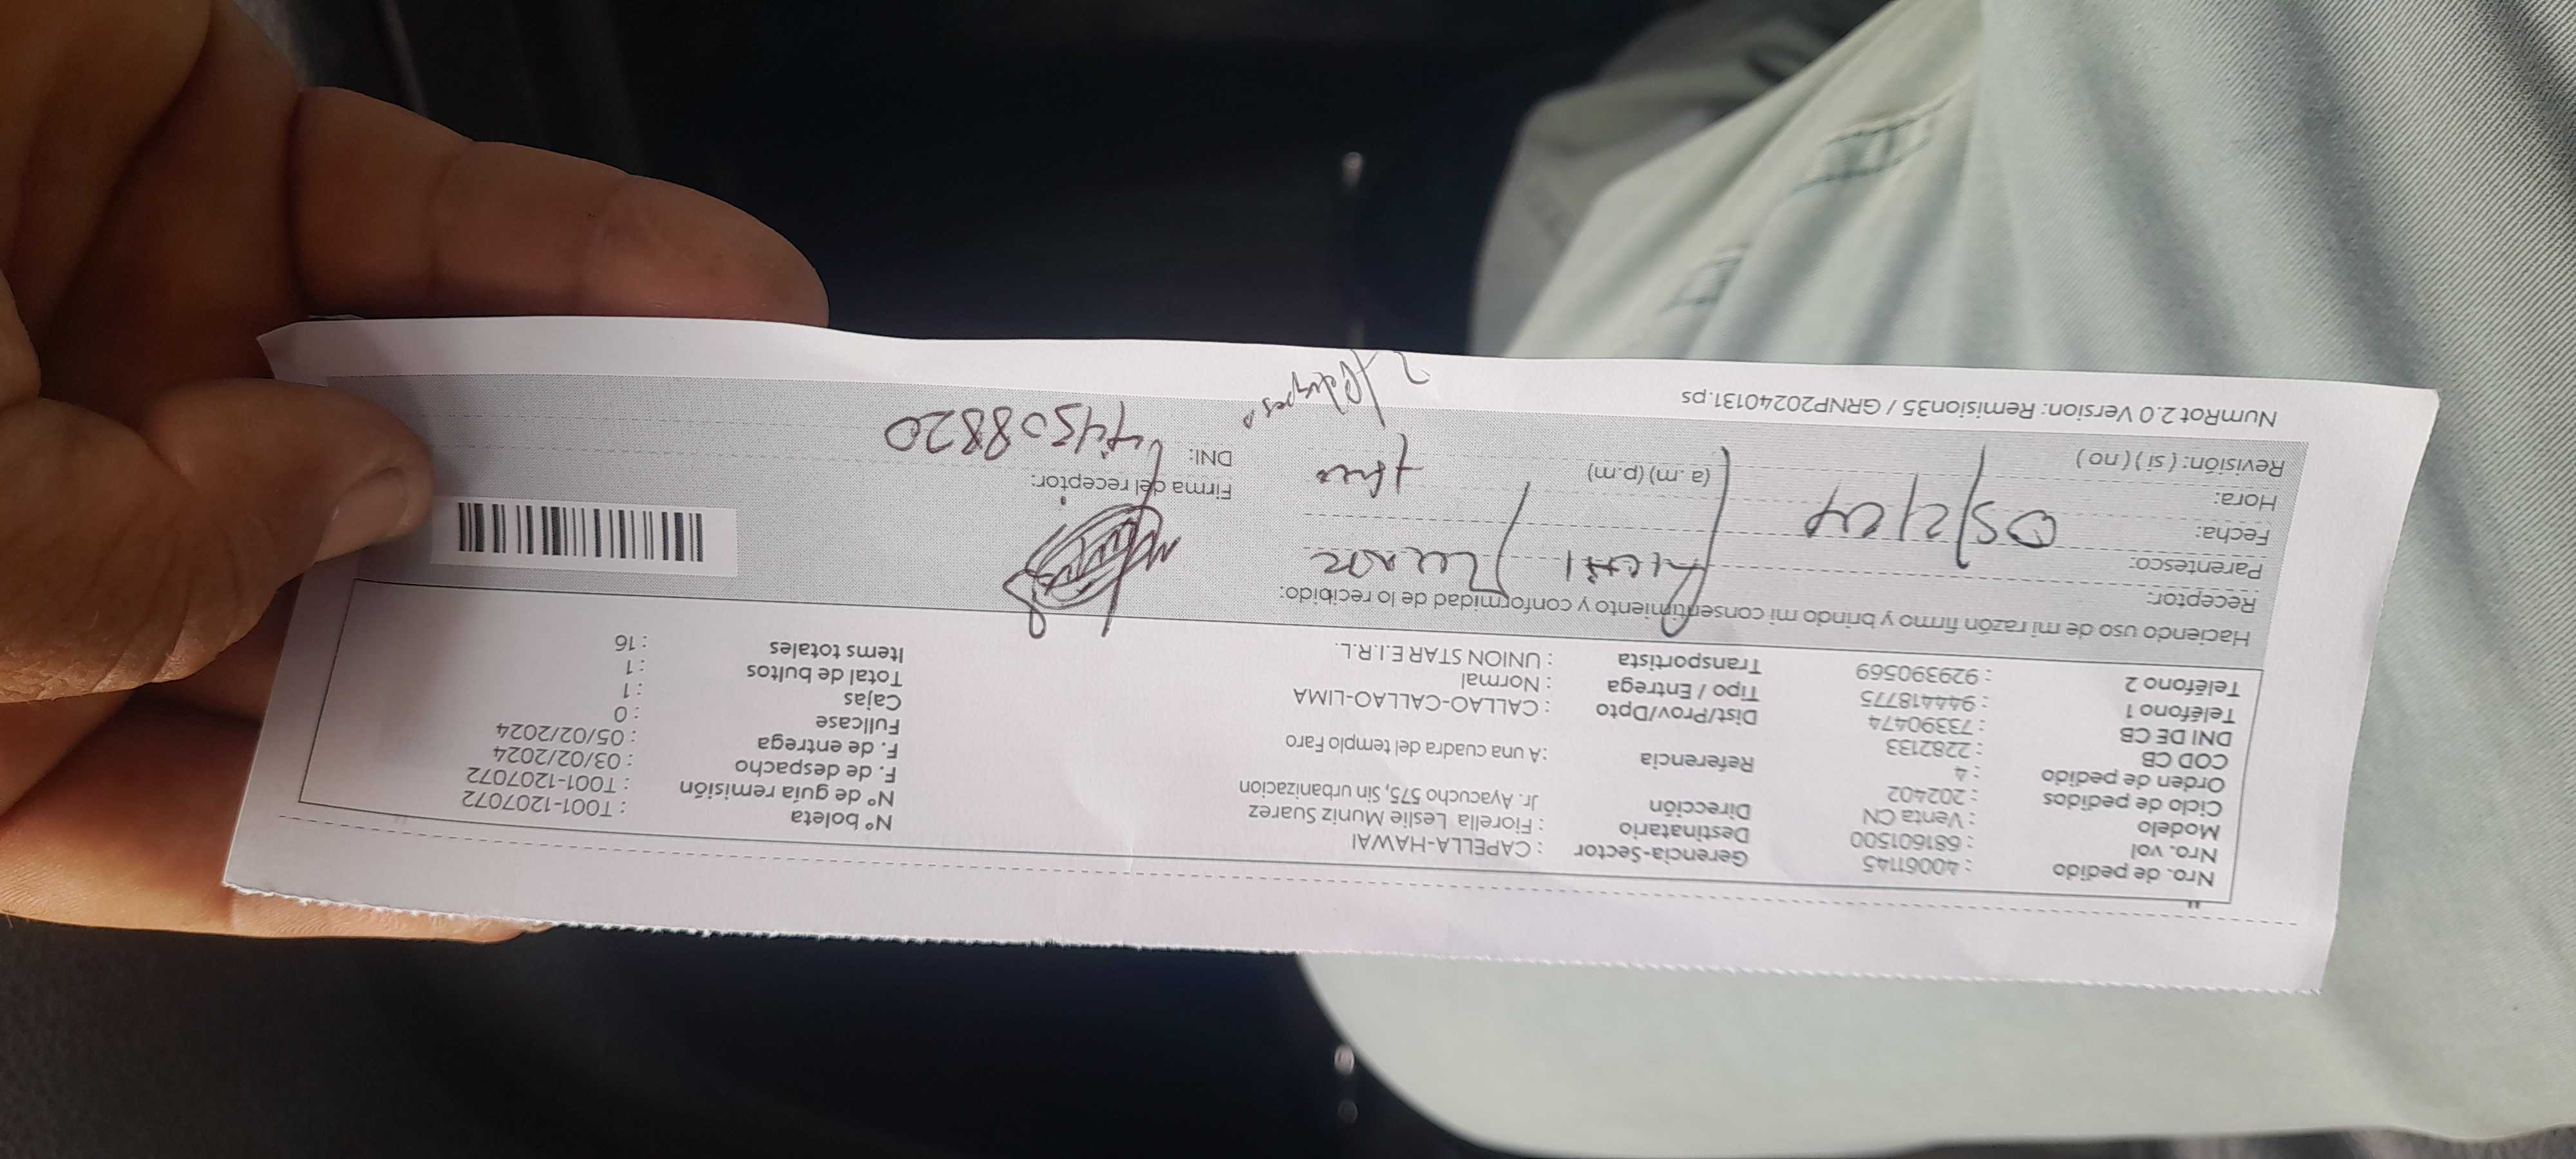 Nro. de pedido : 40061145 Gerencia-Sector : CAPELLA-HAWAI Nº boleta : T001-1207072
Nro. vol : 681601500 Destinatario : Fiorella Leslie Muniz Suarez Nº de guía remisión : T001-1207072
Modelo : Venta CN Dirección Jr. Ayacucho 575, Sin urbanizacion F. de despacho : 03/02/2024
Ciclo de pedidos : 202402 F. de entrega : 05/02/2024
Orden de pedido : 4 Referencia :A una cuadra del templo Faro Fullcase : 0
COD CB : 2282133 Cajas : 1
DNI DE CB : 73390474 Dist/Prov/Dpto : CALLAO-CALLAO-LIMA Total de bultos : 1
Teléfono 1 : 944418775 Tipo / Entrega : Normal Items totales : 16
Teléfono 2 : 929390569 Transportista : UNION STAR E.I.R.L.
Haciendo uso de mi razón firmo y brindo mi consentimiento y conformidad de lo recibido:
Receptor:
Parentesco:
Fecha: 05/2/24
Hora: (a .m) (p.m) Firma del receptor:
Revisión: ( si ) ( no ) DNI: 44508820
NumRot 2.0 Version: Remision35 / GRNP20240131.ps